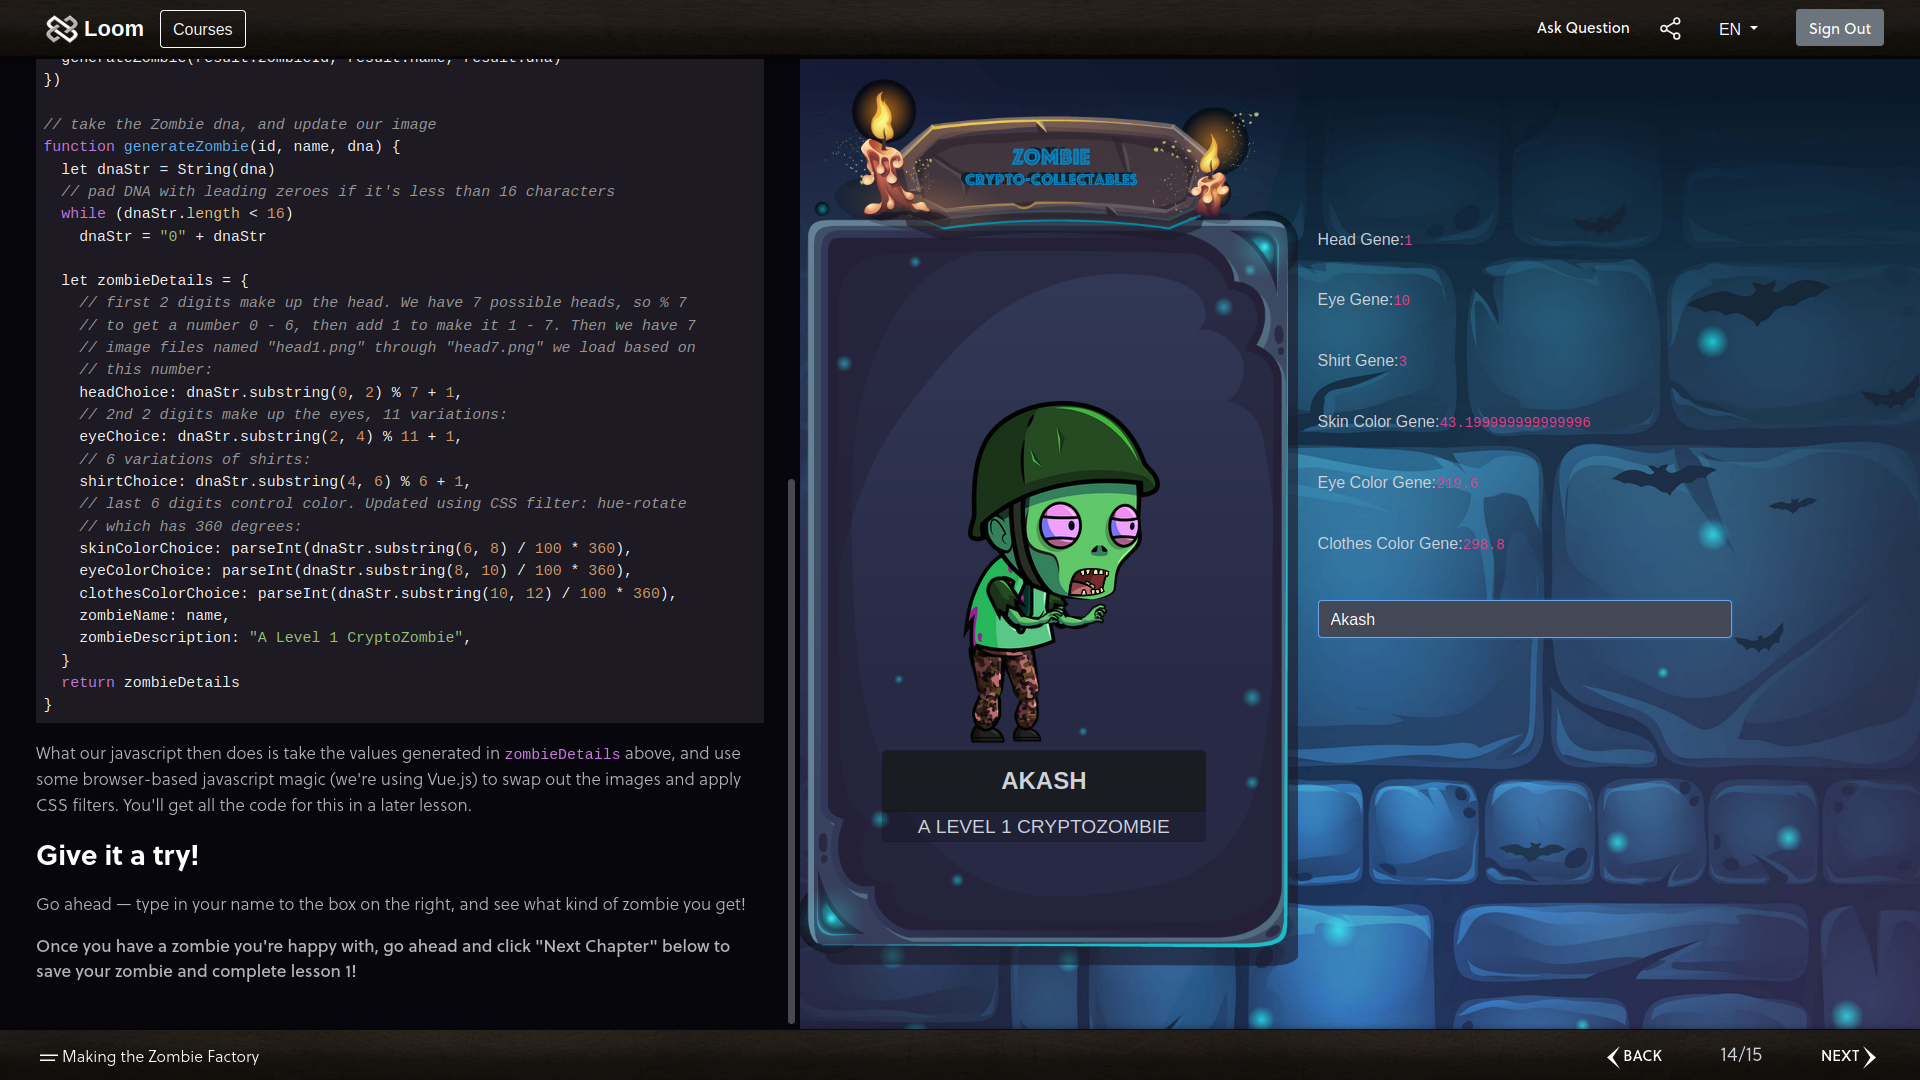 Loom
Courses
Ask Question
EN
Sign Out
generateZombie(result.zombieId, result.name, result.dna)
})
// take the Zombie dna, and update our image
function generateZombie(id, name, dna) {
let dnaStr = String(dna)
// pad DNA with leading zeroes if it's less than 16 characters
while (dnaStr.length < 16)
dnaStr = "0" + dnaStr
let zombieDetails = {
// first 2 digits make up the head. We have 7 possible heads, so % 7
// to get a number 0 - 6, then add 1 to make it 1 - 7. Then we have 7
// image files named "head1.png" through "head7.png" we load based on
// this number:
headChoice: dnaStr.substring(0, 2) % 7 + 1,
// 2nd 2 digits make up the eyes, 11 variations:
eyeChoice: dnaStr.substring(2, 4) % 11 + 1,
// 6 variations of shirts:
shirtChoice: dnaStr.substring(4, 6) % 6 + 1,
// last 6 digits control color. Updated using CSS filter: hue-rotate
// which has 360 degrees:
skinColorChoice: parseInt(dnaStr.substring(6, 8) / 100 * 360),
eyeColorChoice: parseInt(dnaStr.substring(8, 10) / 100 * 360),
clothesColorChoice: parseInt(dnaStr.substring(10, 12) / 100 * 360),
zombieName: name,
zombieDescription: "A Level 1 CryptoZombie",
}
return zombieDetails
}
What our javascript then does is take the values generated in zombieDetails above, and use
some browser-based javascript magic (we're using Vue.js) to swap out the images and apply
CSS filters. You'll get all the code for this in a later lesson.
Give it a try!
Go ahead — type in your name to the box on the right, and see what kind of zombie you get!
Once you have a zombie you're happy with, go ahead and click "Next Chapter" below to
save your zombie and complete lesson 1!
ZOMBIE
CRYPTO-COLLECTABLES
AKASH
A LEVEL 1 CRYPTOZOMBIE
Head Gene:1
Eye Gene:10
Shirt Gene:3
Skin Color Gene:43.199999999999996
Eye Color Gene:219.6
Clothes Color Gene:298.8
Akash
Making the Zombie Factory
BACK
14/15
NEXT